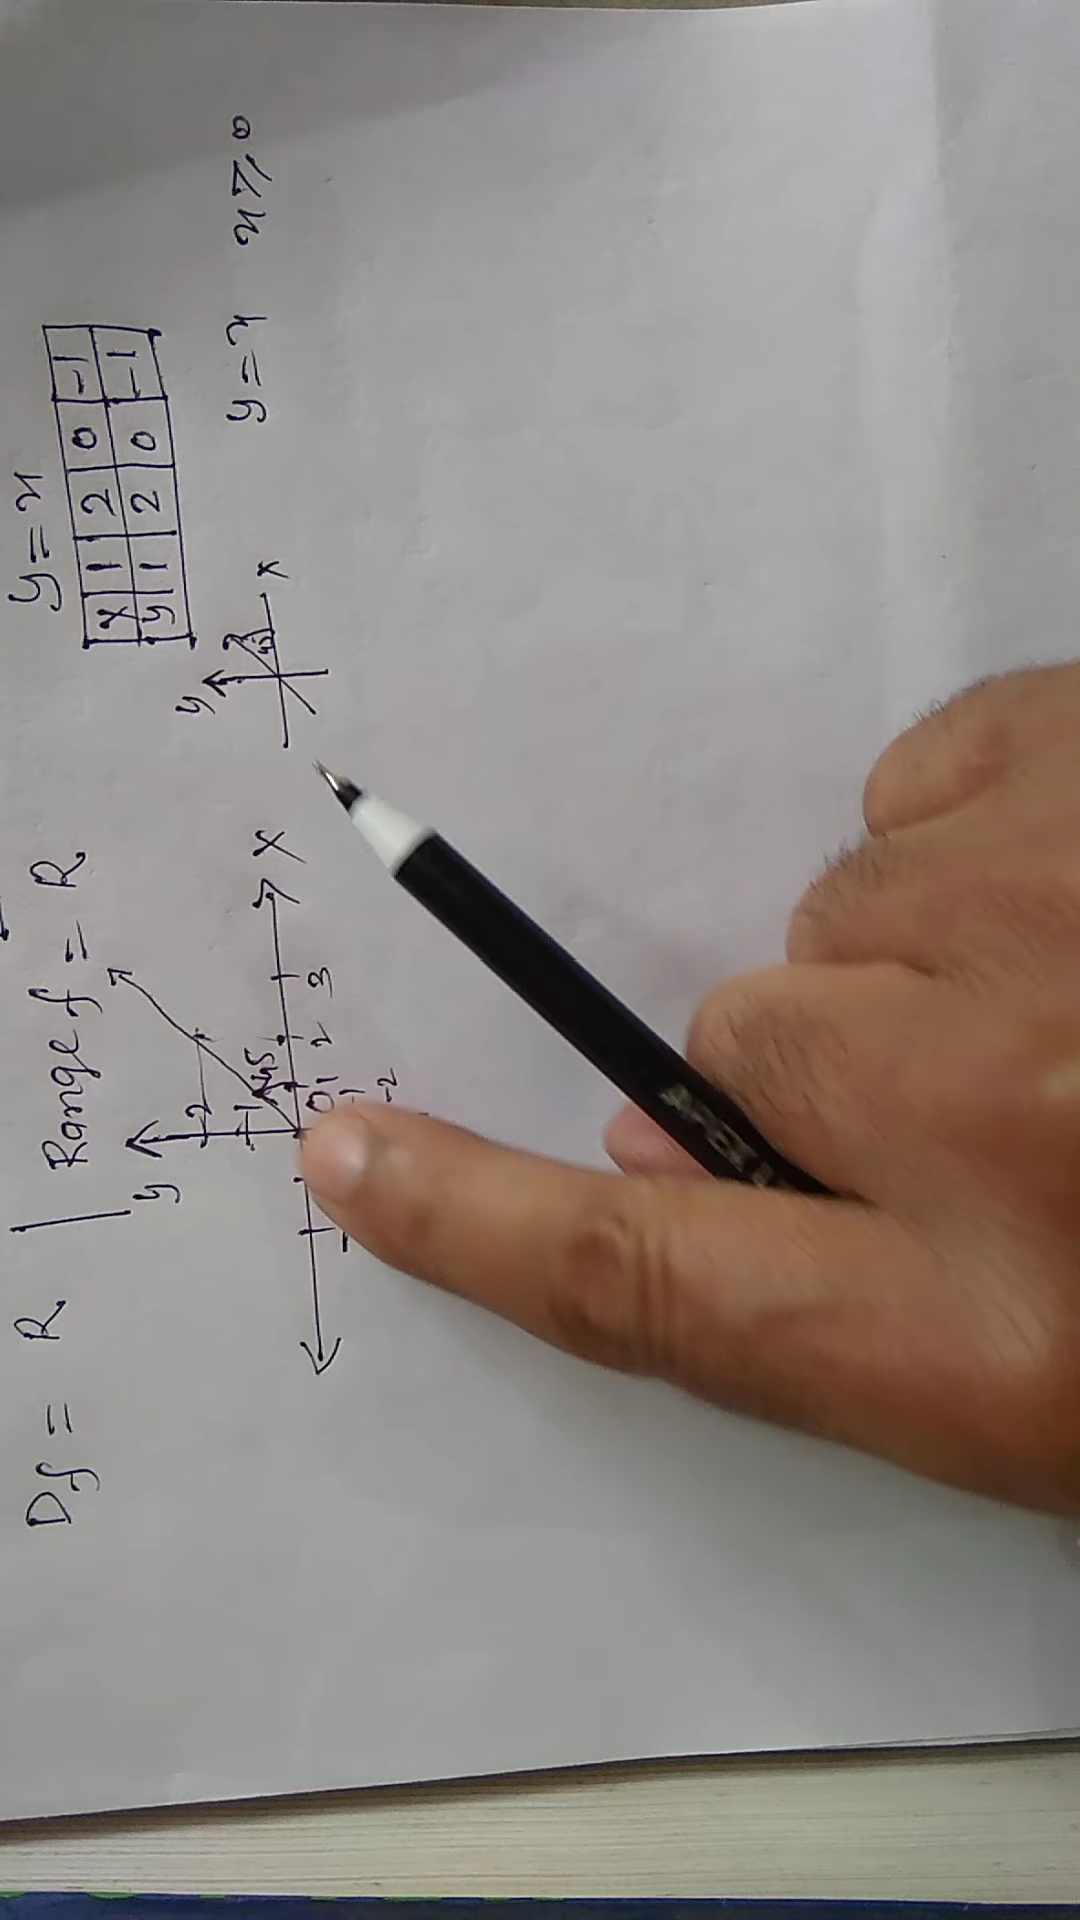 Df = R | Range f = R
y = x
x 1 2 0 -1
y 1 2 0 -1
y
2
1
45
0 1 2 3
x
-1
-2
y
45
x
y = x x ⩾ 0